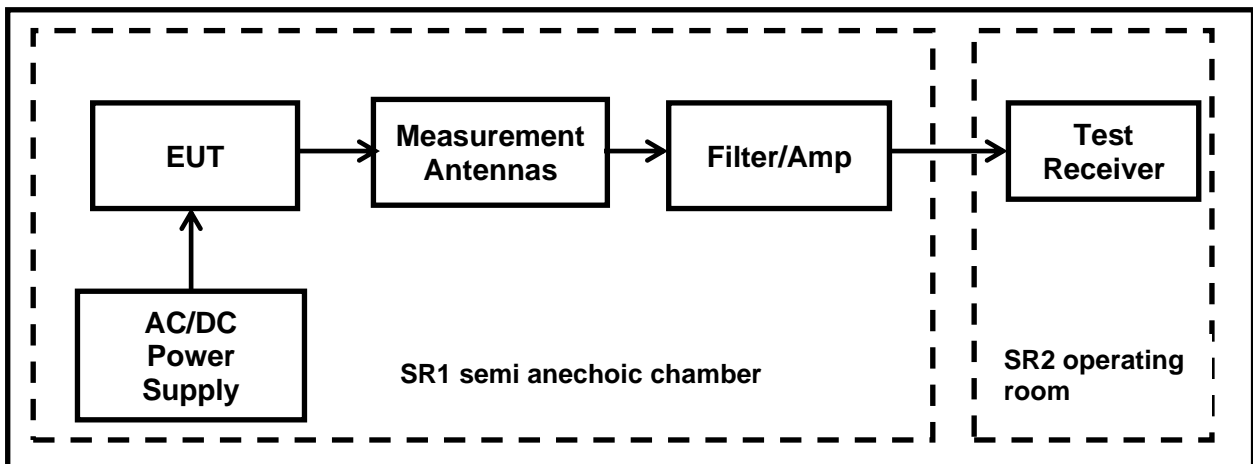 EUT
Measurement
Antennas
Filter/Amp
Test
Receiver
AC/DC
Power
Supply
SR1 semi anechoic chamber
SR2 operating
room